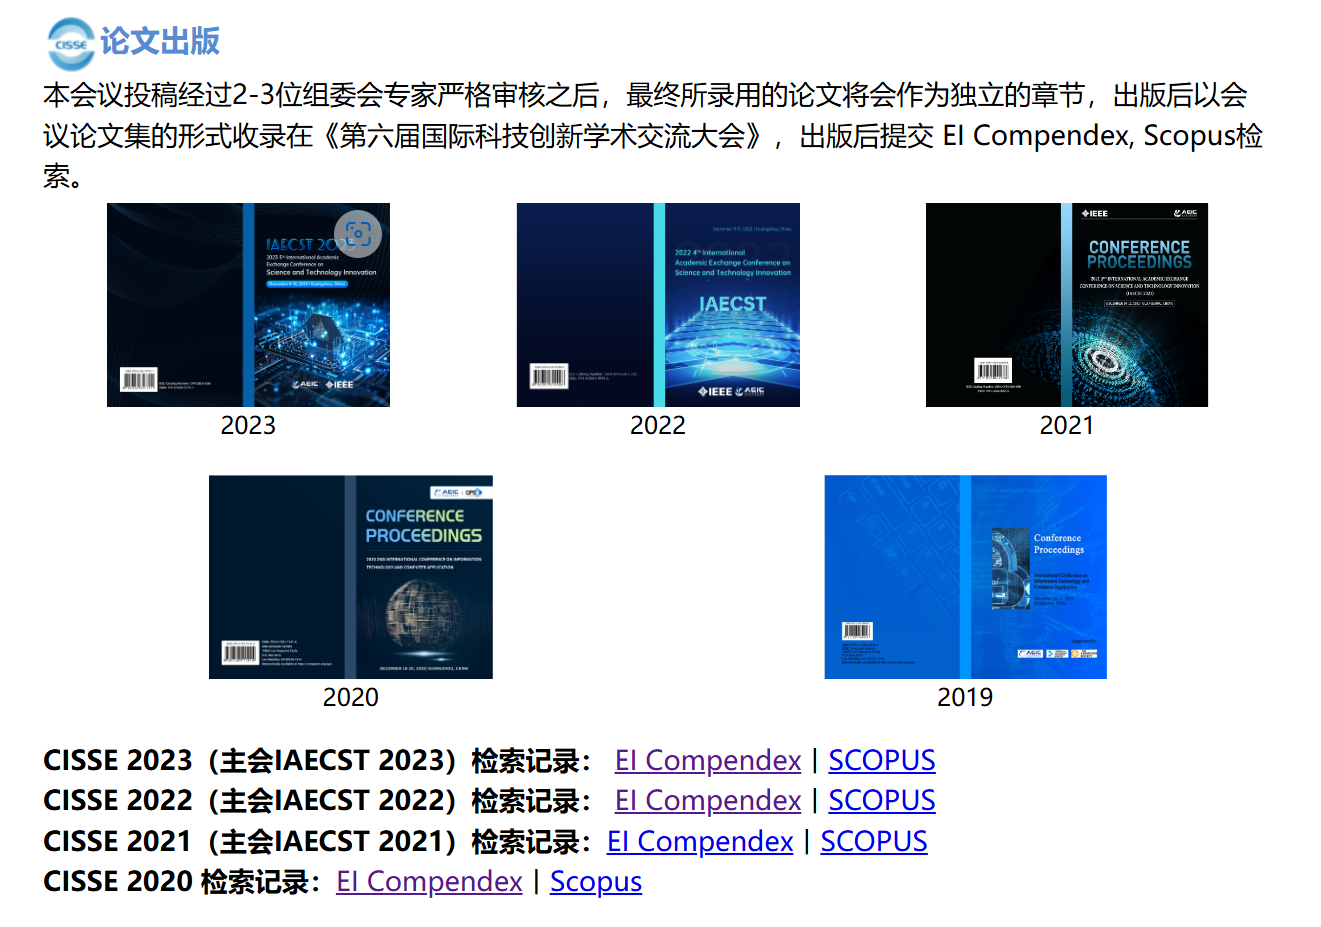 CISSE 论文出版
本会议投稿经过2-3位组委会专家严格审核之后，最终所录用的论文将会作为独立的章节，出版后以会
议论文集的形式收录在《第六届国际科技创新学术交流大会》，出版后提交 EI Compendex, Scopus检
索。
IAECST 2023
2023 5th International Academic
Exchange Conference on
Science and Technology Innovation
AEIC IEEE
2023
December 9-11, 2022 | Guangzhou, China
2022 4th International
Academic Exchange Conference on
Science and Technology Innovation
IAECST
IEEE AEIC
2022
IEEE AEIC
CONFERENCE
PROCEEDINGS
2021 3RD INTERNATIONAL ACADEMIC EXCHANGE
CONFERENCE ON SCIENCE AND TECHNOLOGY INNOVATION
(IAECST 2021)
2021
AEIC CPS
CONFERENCE
PROCEEDINGS
2020 2ND INTERNATIONAL CONFERENCE ON INFORMATION
TECHNOLOGY AND COMPUTER APPLICATION
DECEMBER 18-20, 2020 | GUANGZHOU, CHINA
2020
Conference
Proceedings
International Conference on
Information Technology and
Computer Application
Supported by
AEIC
2019
CISSE 2023（主会IAECST 2023）检索记录： EI Compendex | SCOPUS
CISSE 2022（主会IAECST 2022）检索记录： EI Compendex | SCOPUS
CISSE 2021（主会IAECST 2021）检索记录：EI Compendex | SCOPUS
CISSE 2020 检索记录：EI Compendex | Scopus